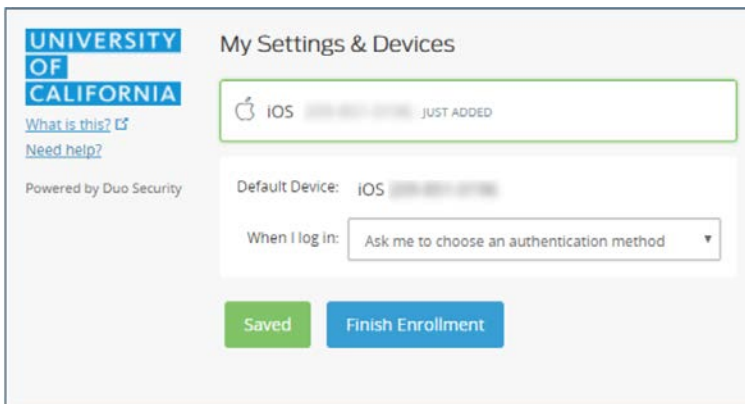 UNIVERSITY
OF
CALIFORNIA
What is this?
Need help?
Powered by Duo Security
My Settings & Devices
iOS JUST ADDED
Default Device: iOS
When I log in: Ask me to choose an authentication method
Saved Finish Enrollment